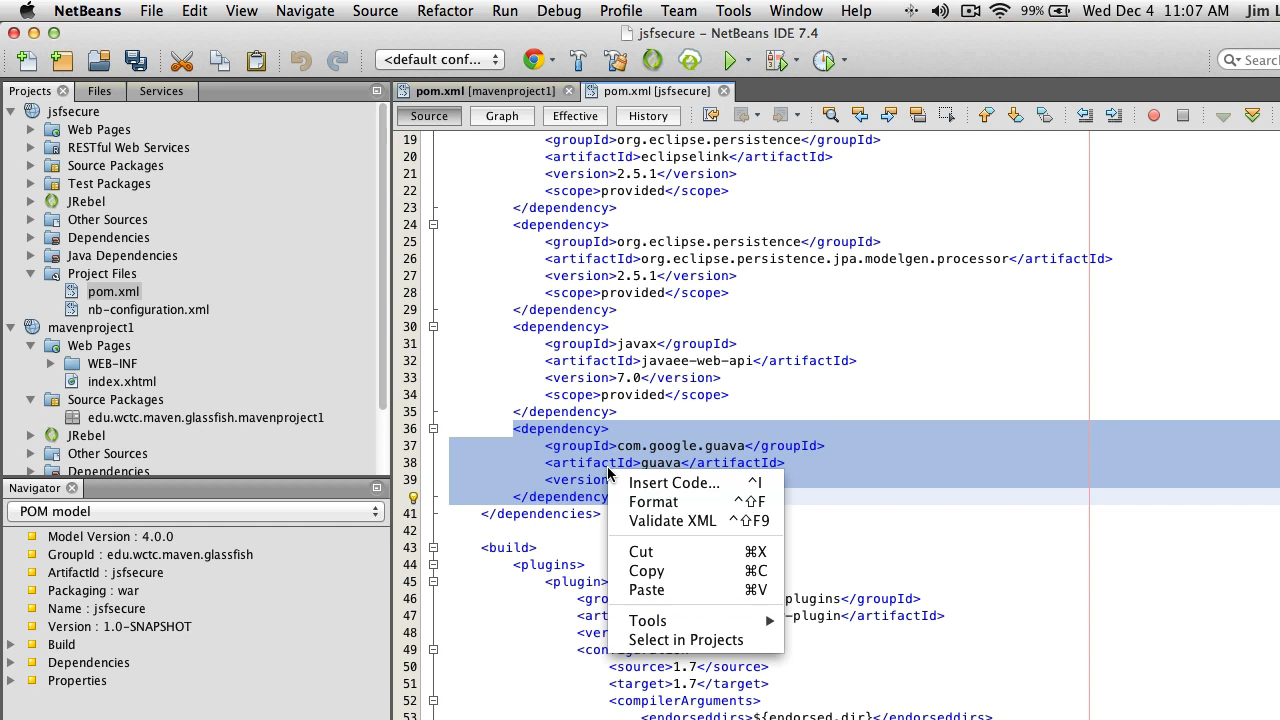 NetBeans File Edit View Navigate Source Refactor Run Debug Profile Team Tools Window Help 99% Wed Dec 4 11:07 AM Jim L
jsfsecure – NetBeans IDE 7.4
<default conf... Search
Projects Files Services
pom.xml [mavenproject1] pom.xml [jsfsecure]
Source Graph Effective History
jsfsecure
Web Pages
RESTful Web Services
Source Packages
Test Packages
JRebel
Other Sources
Dependencies
Java Dependencies
Project Files
pom.xml
nb-configuration.xml
mavenproject1
Web Pages
WEB-INF
index.xhtml
Source Packages
edu.wctc.maven.glassfish.mavenproject1
JRebel
Other Sources
Dependencies
Navigator
POM model
Model Version : 4.0.0
GroupId : edu.wctc.maven.glassfish
ArtifactId : jsfsecure
Packaging : war
Name : jsfsecure
Version : 1.0-SNAPSHOT
Build
Dependencies
Properties
19 <groupId>org.eclipse.persistence</groupId>
20 <artifactId>eclipselink</artifactId>
21 <version>2.5.1</version>
22 <scope>provided</scope>
23 </dependency>
24 <dependency>
25 <groupId>org.eclipse.persistence</groupId>
26 <artifactId>org.eclipse.persistence.jpa.modelgen.processor</artifactId>
27 <version>2.5.1</version>
28 <scope>provided</scope>
29 </dependency>
30 <dependency>
31 <groupId>javax</groupId>
32 <artifactId>javaee-web-api</artifactId>
33 <version>7.0</version>
34 <scope>provided</scope>
35 </dependency>
36 <dependency>
37 <groupId>com.google.guava</groupId>
38 <artifactId>guava</artifactId>
39 <version
</dependency
41 </dependencies>
42
43 <build>
44 <plugins>
45 <plugin>
46 <gro plugins</groupId>
47 <art -plugin</artifactId>
48 <ver
49 <co
50 <source>1.7</source>
51 <target>1.7</target>
52 <compilerArguments>
53 <endorseddirs>${endorsed.dir}</endorseddirs>
Insert Code... ^I
Format ^⇧F
Validate XML ^⇧F9
Cut ⌘X
Copy ⌘C
Paste ⌘V
Tools
Select in Projects